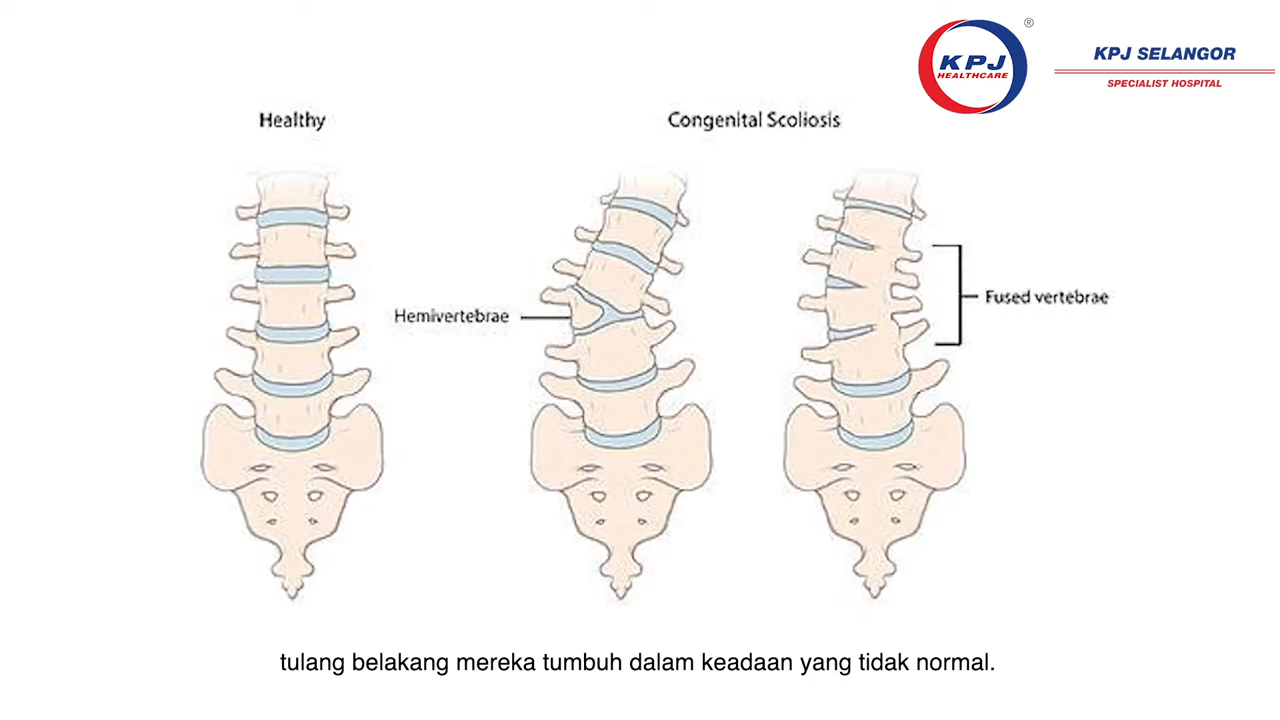 KPJ
HEALTHCARE
®
KPJ SELANGOR
SPECIALIST HOSPITAL
Healthy
Congenital Scoliosis
Hemivertebrae
Fused vertebrae
tulang belakang mereka tumbuh dalam keadaan yang tidak normal.